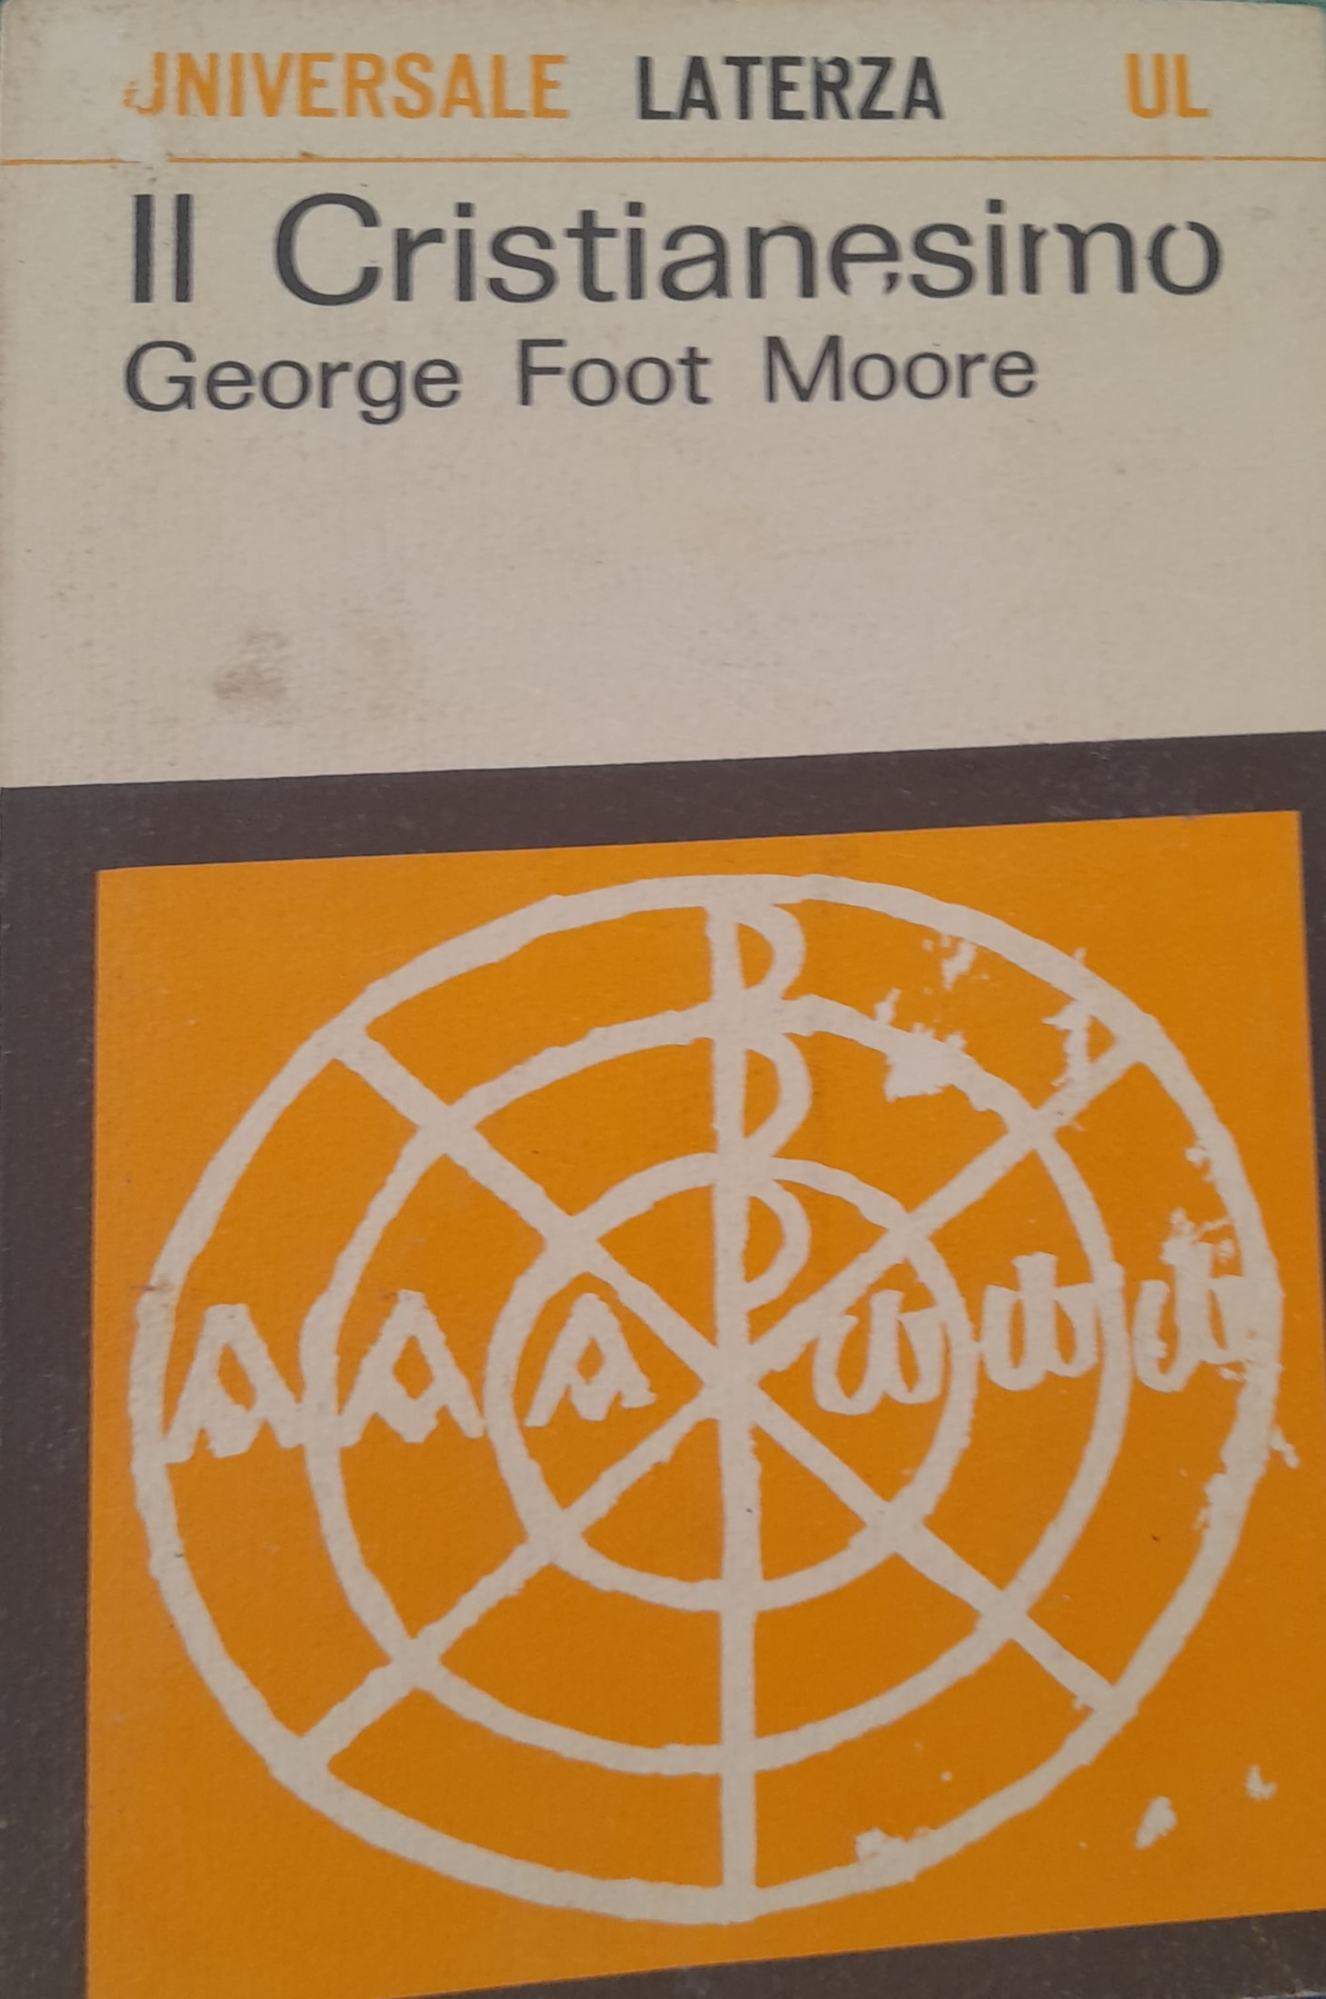 UNIVERSALE LATERZA UL
Il Cristianesimo
George Foot Moore
P
P
P
A A A ω ω ω